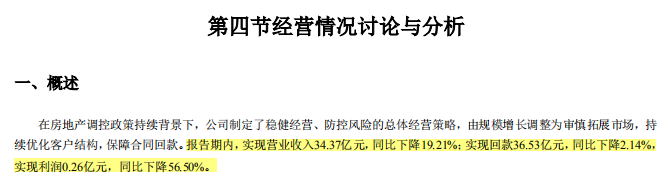 第四节经营情况讨论与分析
一、概述
在房地产调控政策持续背景下，公司制定了稳健经营、防控风险的总体经营策略，由规模增长调整为审慎拓展市场，持
续优化客户结构，保障合同回款。报告期内，实现营业收入34.37亿元，同比下降19.21%；实现回款36.53亿元，同比下降2.14%，
实现利润0.26亿元，同比下降56.50%。